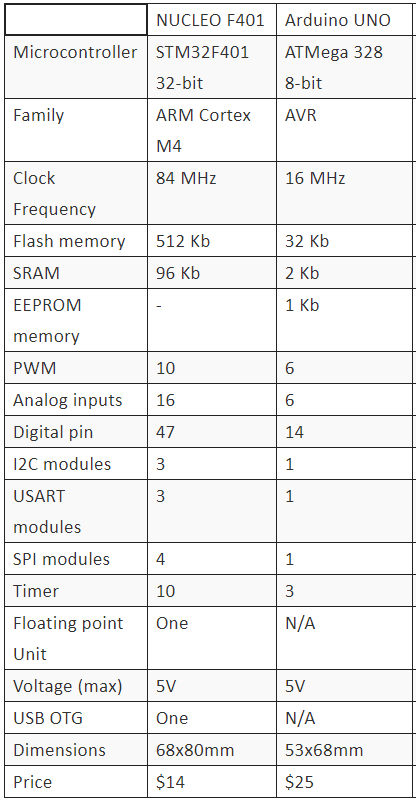 NUCLEO F401 Arduino UNO
Microcontroller STM32F401 ATMega 328
32-bit 8-bit
Family ARM Cortex AVR
M4
Clock 84 MHz 16 MHz
Frequency
Flash memory 512 Kb 32 Kb
SRAM 96 Kb 2 Kb
EEPROM - 1 Kb
memory
PWM 10 6
Analog inputs 16 6
Digital pin 47 14
I2C modules 3 1
USART 3 1
modules
SPI modules 4 1
Timer 10 3
Floating point One N/A
Unit
Voltage (max) 5V 5V
USB OTG One N/A
Dimensions 68x80mm 53x68mm
Price $14 $25